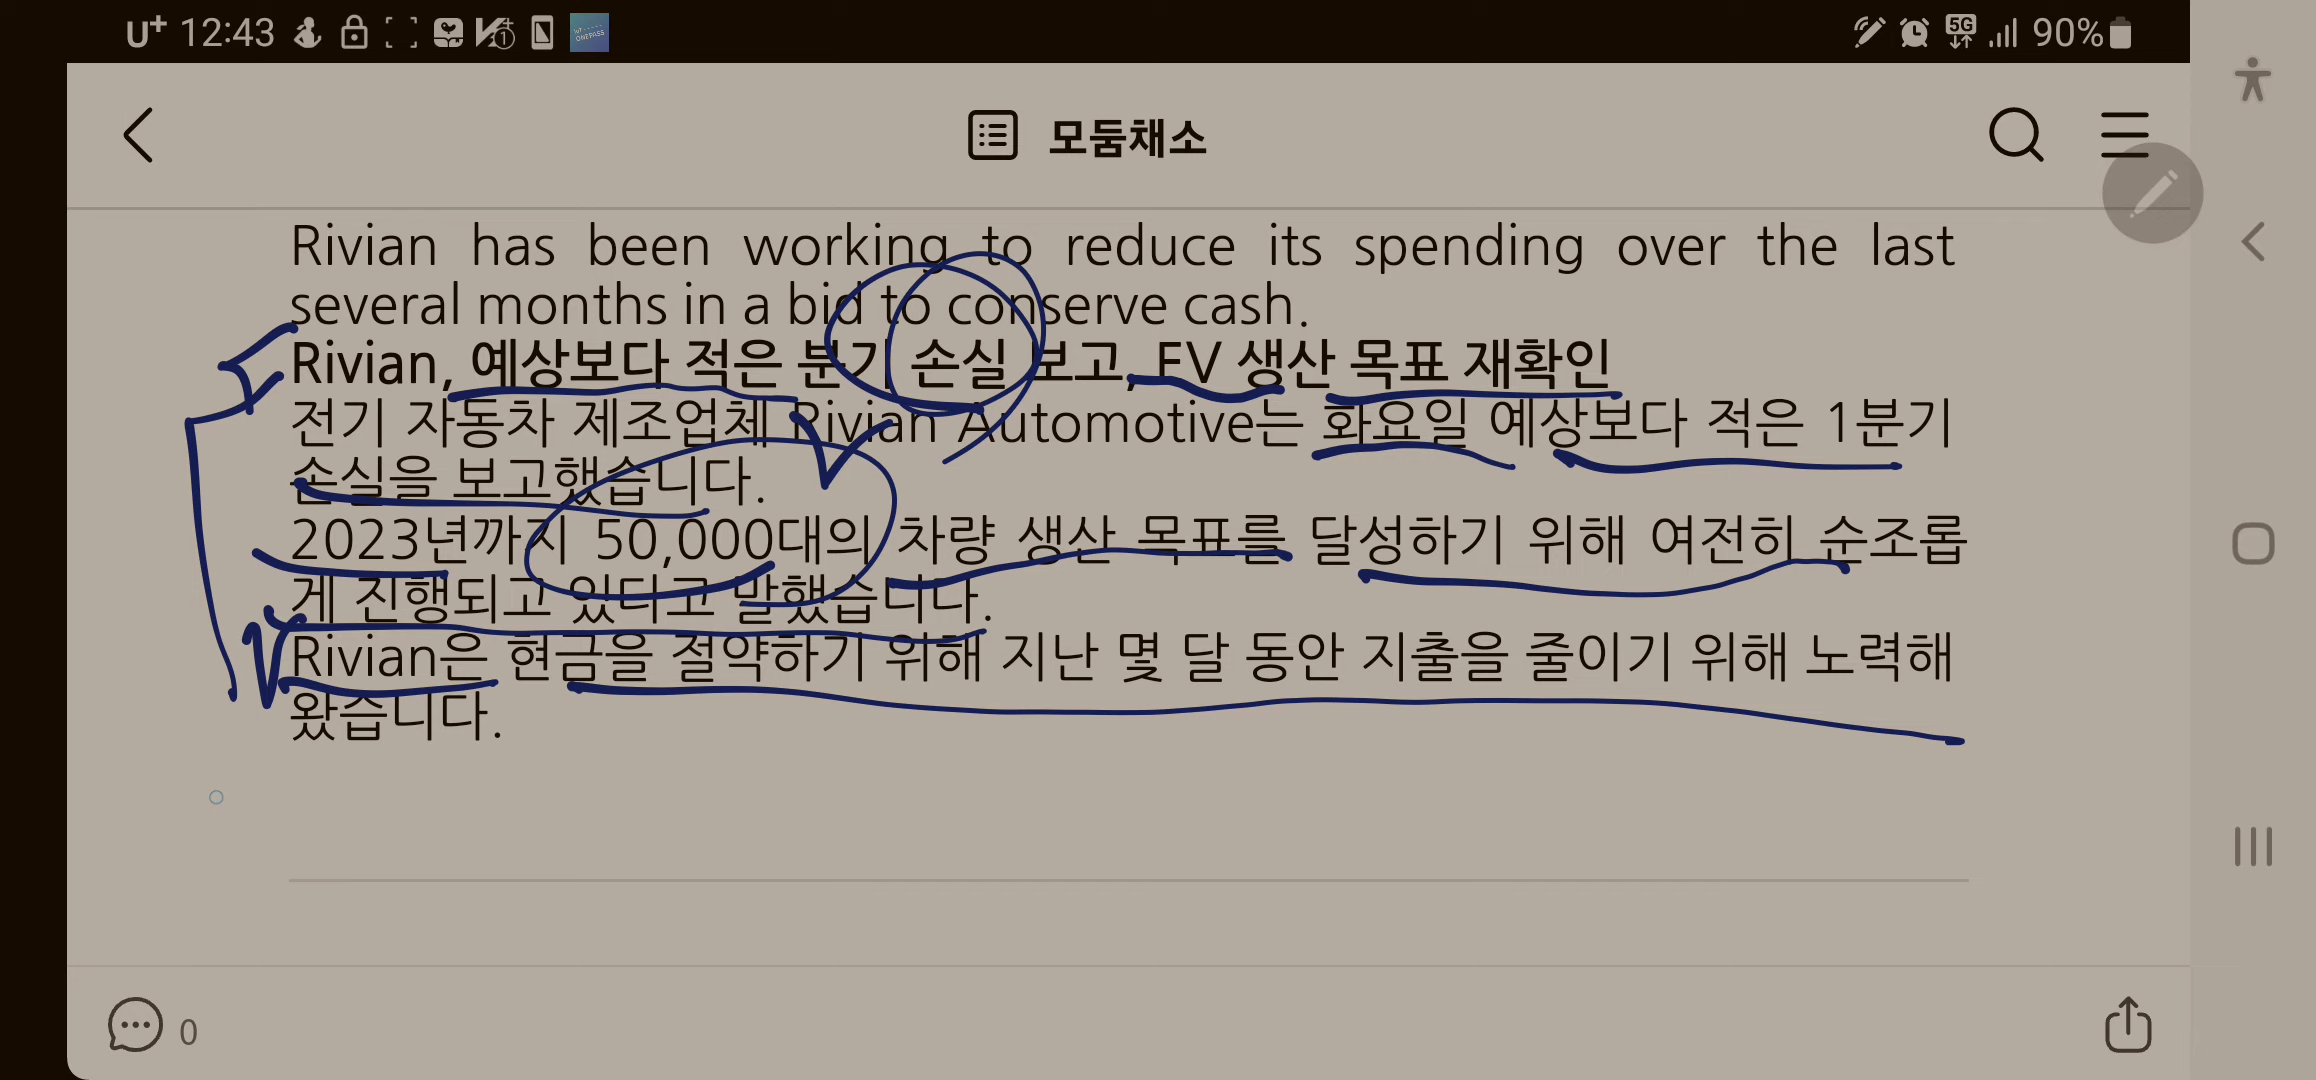 U+ 12:43
5G 90%
모둠채소
Rivian has been working to reduce its spending over the last
several months in a bid to conserve cash.
Rivian, 예상보다 적은 분기 손실 보고, EV 생산 목표 재확인
전기 자동차 제조업체 Rivian Automotive는 화요일 예상보다 적은 1분기
손실을 보고했습니다.
2023년까지 50,000대의 차량 생산 목표를 달성하기 위해 여전히 순조롭
게 진행되고 있다고 말했습니다.
Rivian은 현금을 절약하기 위해 지난 몇 달 동안 지출을 줄이기 위해 노력해
왔습니다.
0